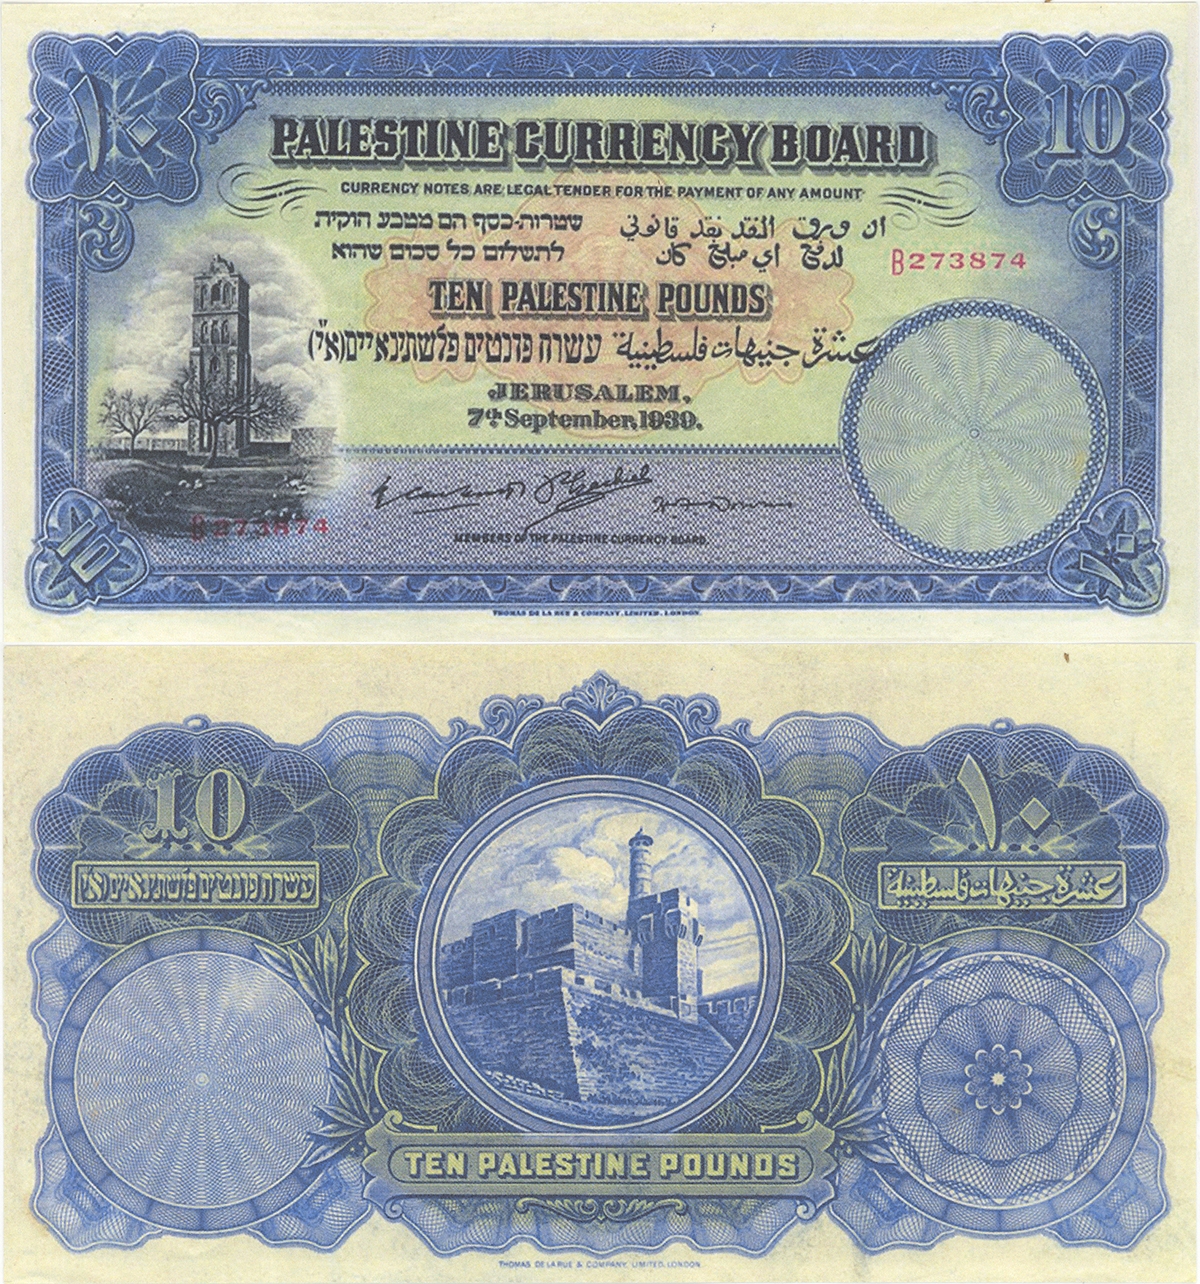 ١٠
10
PALESTINE CURRENCY BOARD
CURRENCY NOTES ARE LEGAL TENDER FOR THE PAYMENT OF ANY AMOUNT
שטרות-כסף הם מטבע חוקית
ان ورق النقد نقد قانوني
לתשלום כל סכום שהוא
لدفع اي مبلغ كان
B273874
TEN PALESTINE POUNDS
עשרה פונטים פלשתינאיים (א״י)
عشرة جنيهات فلسطينية
JERUSALEM,
7th September, 1939.
B273874
MEMBERS OF THE PALESTINE CURRENCY BOARD.
10
١٠
THOMAS DE LA RUE & COMPANY, LIMITED, LONDON.
10
١٠
עשרה פונטים פלשתינאיים (א״י)
عشرة جنيهات فلسطينية
TEN PALESTINE POUNDS
THOMAS DE LA RUE & COMPANY, LIMITED, LONDON